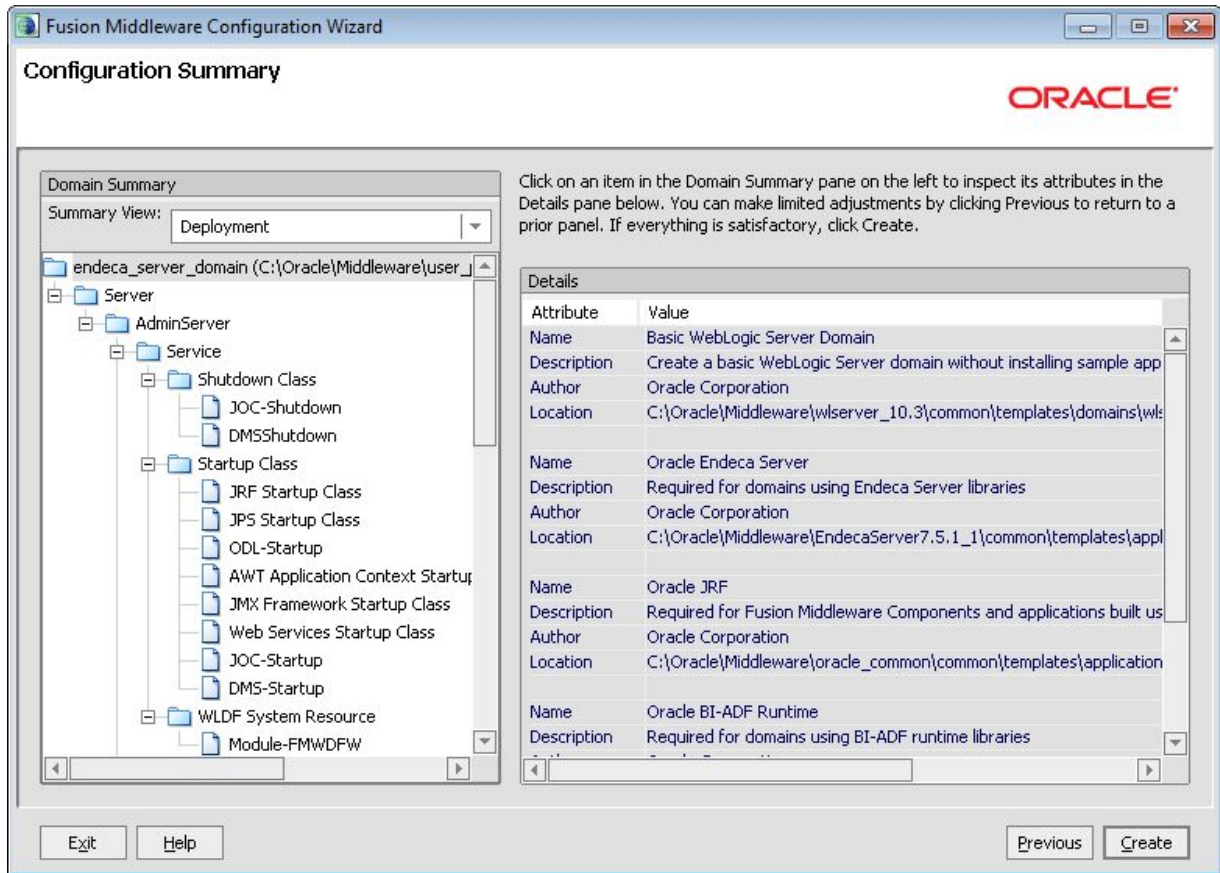 Fusion Middleware Configuration Wizard
Configuration Summary
ORACLE
Domain Summary
Summary View:
Deployment
endeca_server_domain (C:\Oracle\Middleware\user_
Server
AdminServer
Service
Shutdown Class
JOC-Shutdown
DMSShutdown
Startup Class
JRF Startup Class
JPS Startup Class
ODL-Startup
AWT Application Context Startup
JMX Framework Startup Class
Web Services Startup Class
JOC-Startup
DMS-Startup
WLDF System Resource
Module-FMWDFW
Click on an item in the Domain Summary pane on the left to inspect its attributes in the
Details pane below. You can make limited adjustments by clicking Previous to return to a
prior panel. If everything is satisfactory, click Create.
Details
Attribute Value
Name Basic WebLogic Server Domain
Description Create a basic WebLogic Server domain without installing sample app
Author Oracle Corporation
Location C:\Oracle\Middleware\wlserver_10.3\common\templates\domains\wls
Name Oracle Endeca Server
Description Required for domains using Endeca Server libraries
Author Oracle Corporation
Location C:\Oracle\Middleware\EndecaServer7.5.1_1\common\templates\appl
Name Oracle JRF
Description Required for Fusion Middleware Components and applications built us
Author Oracle Corporation
Location C:\Oracle\Middleware\oracle_common\common\templates\application
Name Oracle BI-ADF Runtime
Description Required for domains using BI-ADF runtime libraries
Exit Help Previous Create